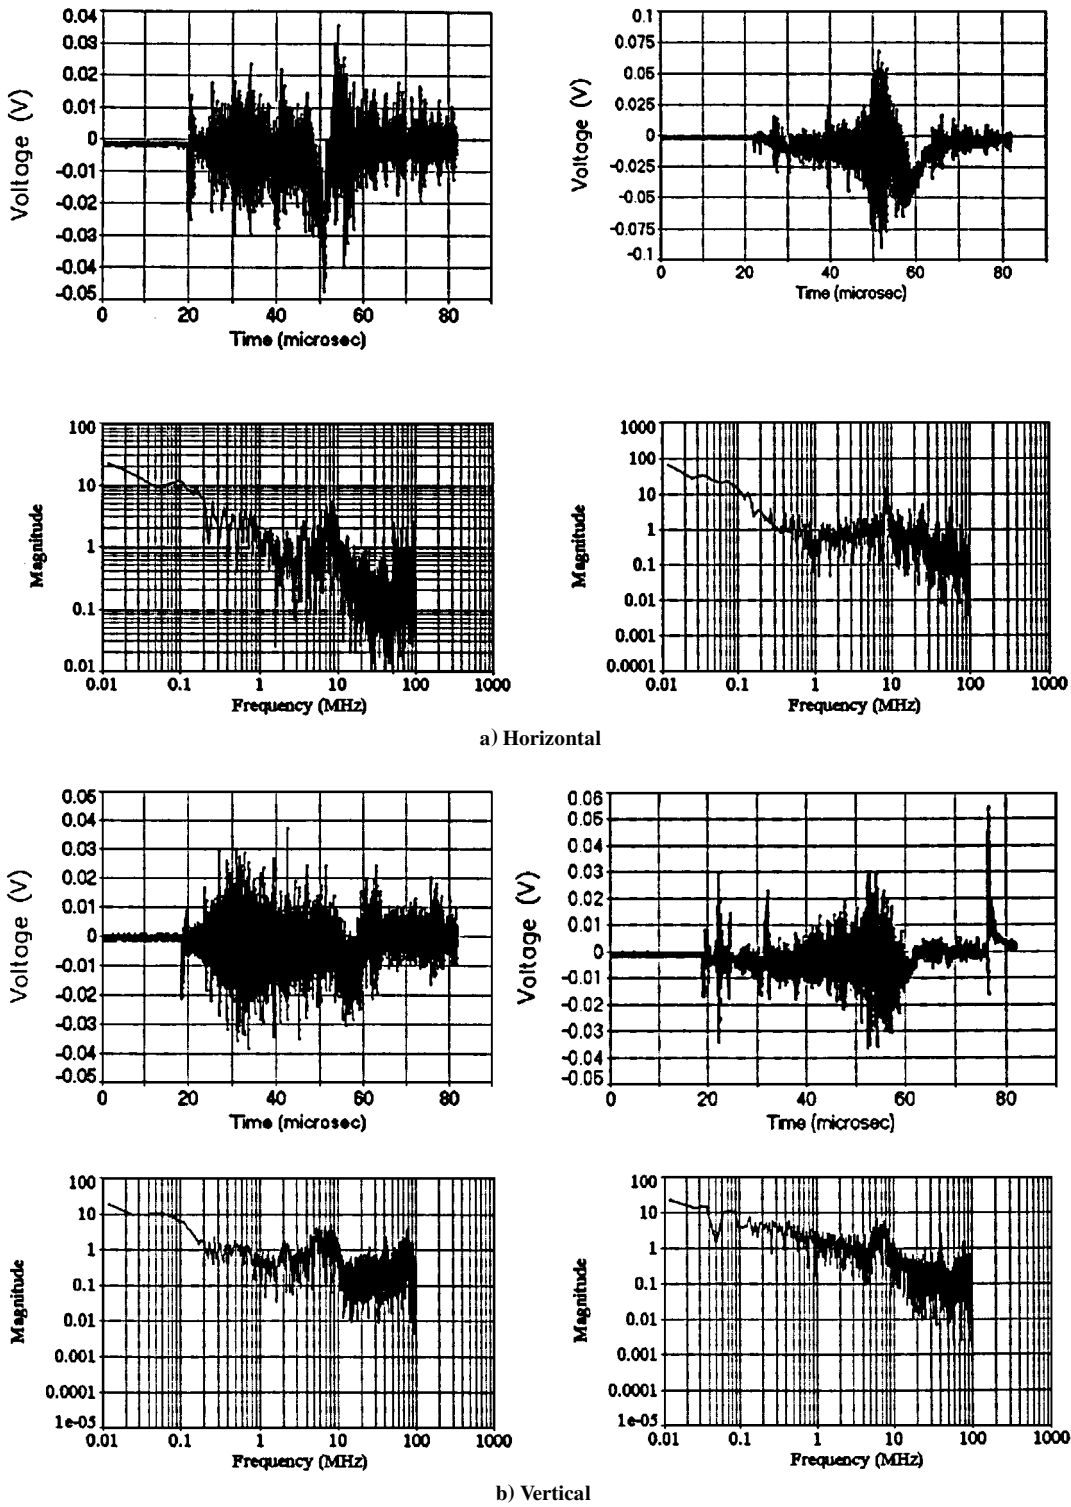 0.04
0.03
0.02
0.01
0
-0.01
-0.02
-0.03
-0.04
-0.05
Voltage (V)
0 20 40 60 80
Time (microsec)
0.1
0.075
0.05
0.025
0
-0.025
-0.05
-0.075
-0.1
Voltage (V)
0 20 40 60 80
Time (microsec)
100
10
1
0.1
0.01
Magnitude
0.01 0.1 1 10 100 1000
Frequency (MHz)
1000
100
10
1
0.1
0.01
0.001
0.0001
Magnitude
0.01 0.1 1 10 100 1000
Frequency (MHz)
a) Horizontal
0.05
0.04
0.03
0.02
0.01
0
-0.01
-0.02
-0.03
-0.04
-0.05
Voltage (V)
0 20 40 60 80
Time (microsec)
0.06
0.05
0.04
0.03
0.02
0.01
0
-0.01
-0.02
-0.03
-0.04
-0.05
Voltage (V)
0 20 40 60 80
Time (microsec)
100
10
1
0.1
0.01
0.001
0.0001
1e-05
Magnitude
0.01 0.1 1 10 100 1000
Frequency (MHz)
100
10
1
0.1
0.01
0.001
0.0001
1e-05
Magnitude
0.01 0.1 1 10 100 1000
Frequency (MHz)
b) Vertical